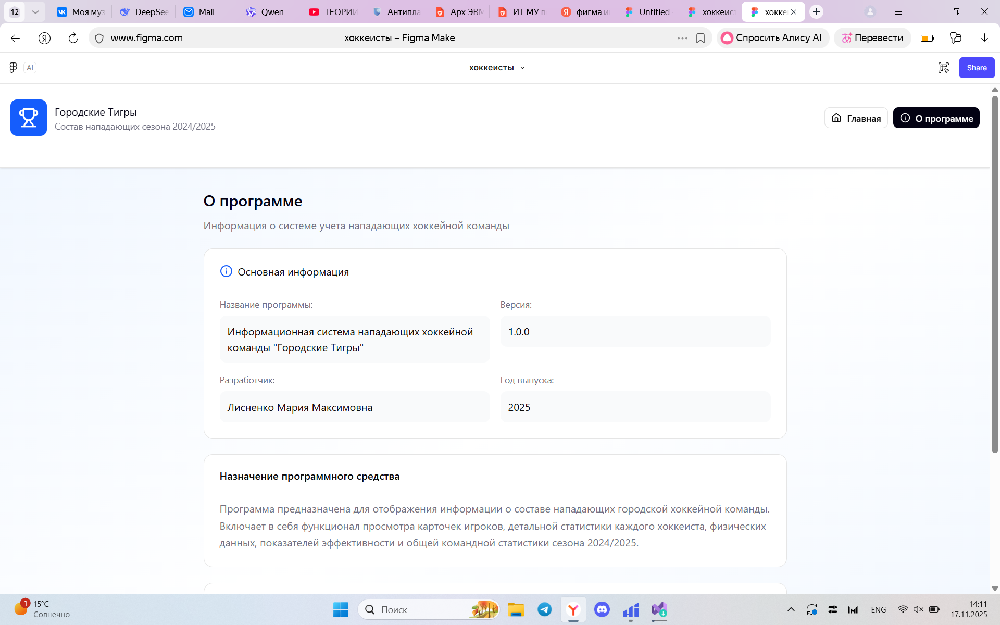 12
Моя муз
DeepSee
Mail
Qwen
ТЕОРИИ
Антипла
Арх ЭВМ
ИТ МУ п
фигма и
Untitled
хоккеис
хокке
www.figma.com
хоккеисты – Figma Make
Спросить Алису AI
Перевести
AI
хоккеисты
Share
Городские Тигры
Состав нападающих сезона 2024/2025
Главная
О программе
О программе
Информация о системе учета нападающих хоккейной команды
Основная информация
Название программы:
Версия:
Информационная система нападающих хоккейной
команды "Городские Тигры"
1.0.0
Разработчик:
Год выпуска:
Лисненко Мария Максимовна
2025
Назначение программного средства
Программа предназначена для отображения информации о составе нападающих городской хоккейной команды.
Включает в себя функционал просмотра карточек игроков, детальной статистики каждого хоккеиста, физических
данных, показателей эффективности и общей командной статистики сезона 2024/2025.
1
15°C
Солнечно
Поиск
ENG
14:11
17.11.2025